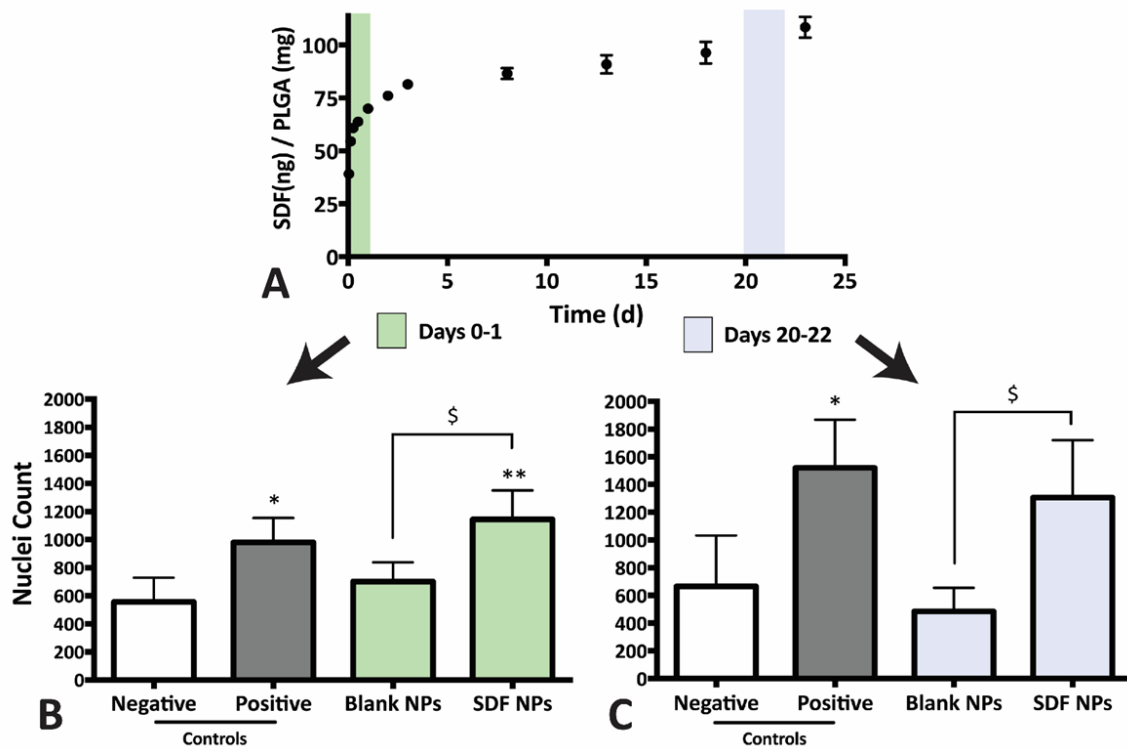 SDF(ng) / PLGA (mg)
100
75
50
25
0
0 5 10 15 20 25
Time (d)
A
Days 0-1
Days 20-22
Nuclei Count
2000
1800
1600
1400
1200
1000
800
600
400
200
0
*
$
**
Negative Positive Blank NPs SDF NPs
Controls
B
2000
1800
1600
1400
1200
1000
800
600
400
200
0
*
$
Negative Positive Blank NPs SDF NPs
Controls
C